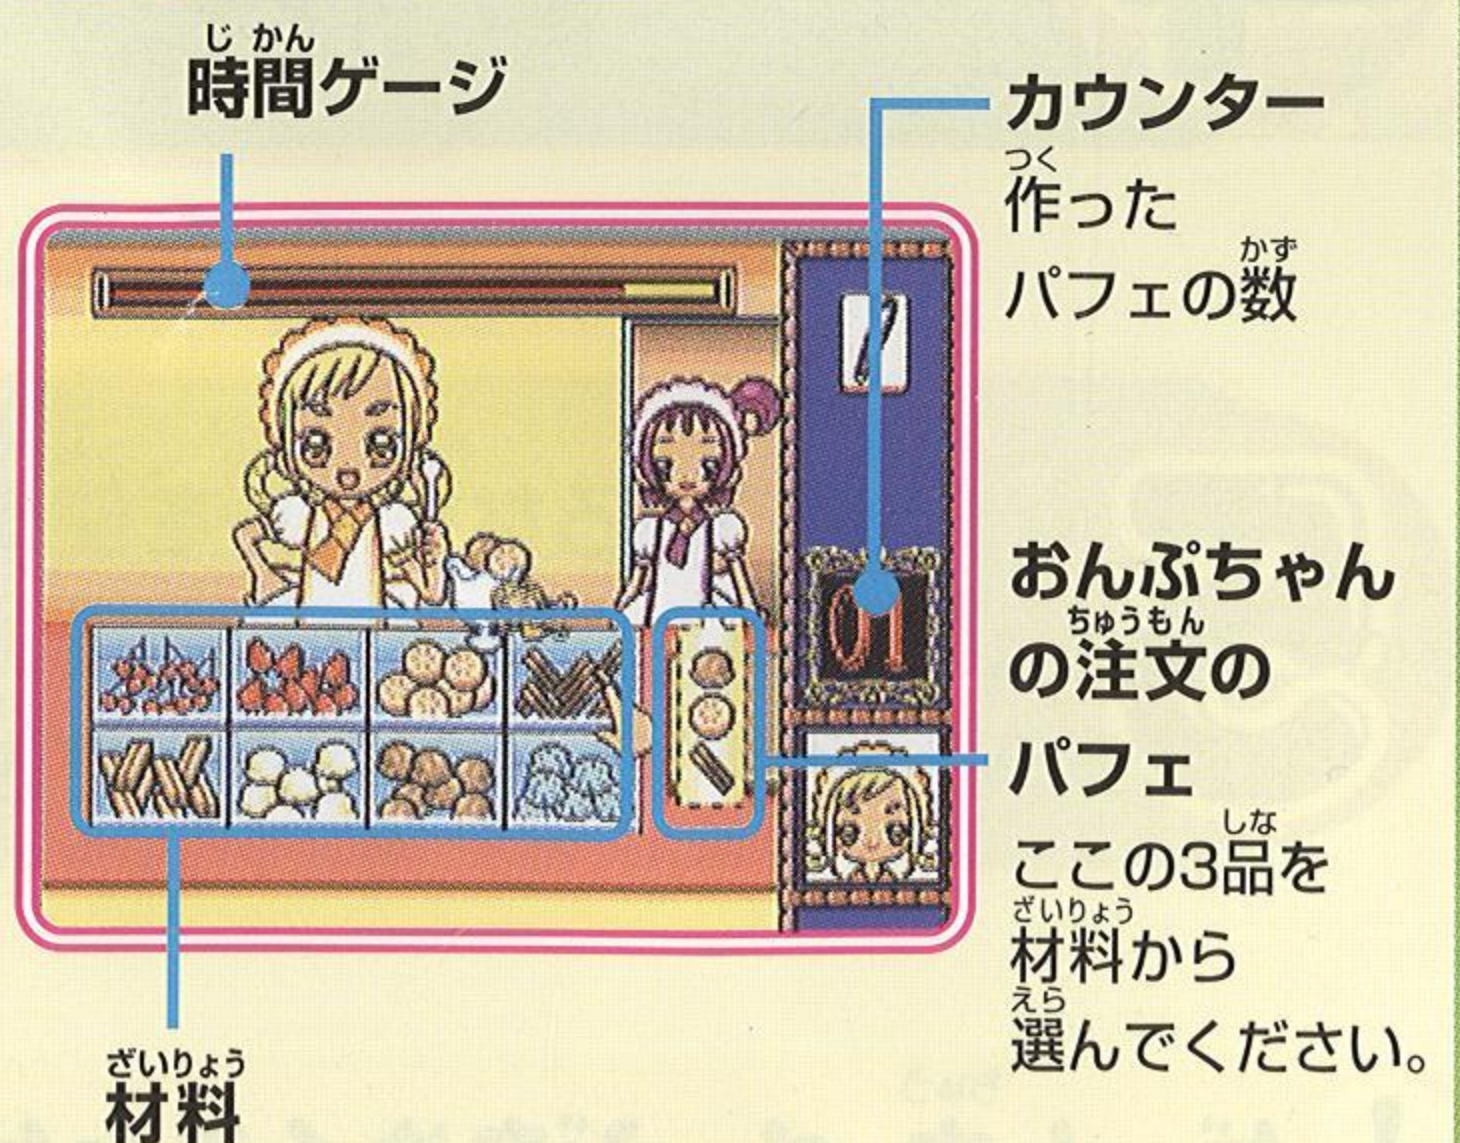 じ かん
時間ゲージ
カウンター
つく
作った
かず
パフェの数
01
おんぷちゃん
ちゅうもん
の注文の
パフェ
しな
ここの3品を
ざいりょう
材料から
えら
選んでください。
ざいりょう
材料